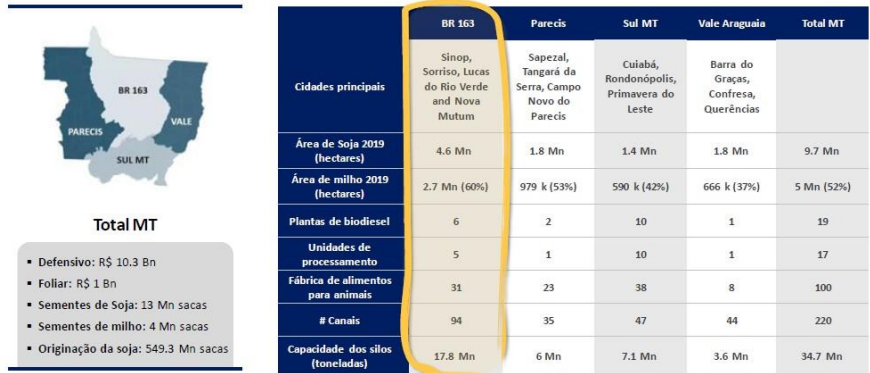 BR 163
PARECIS
VALE
SUL MT
Total MT
▪ Defensivo: R$ 10.3 Bn
▪ Foliar: R$ 1 Bn
▪ Sementes de Soja: 13 Mn sacas
▪ Sementes de milho: 4 Mn sacas
▪ Originação da soja: 549.3 Mn sacas
BR 163 Parecis Sul MT Vale Araguaia Total MT
Cidades principais
Sinop,
Sorriso, Lucas
do Rio Verde
and Nova
Mutum
Sapezal,
Tangará da
Serra, Campo
Novo do
Parecis
Cuiabá,
Rondonópolis,
Primavera do
Leste
Barra do
Graças,
Confresa,
Querências
Área de Soja 2019
(hectares)
4.6 Mn 1.8 Mn 1.4 Mn 1.8 Mn 9.7 Mn
Área de milho 2019
(hectares)
2.7 Mn (60%) 979 k (53%) 590 k (42%) 666 k (37%) 5 Mn (52%)
Plantas de biodiesel 6 2 10 1 19
Unidades de
processamento
5 1 10 1 17
Fábrica de alimentos
para animais
31 23 38 8 100
# Canais 94 35 47 44 220
Capacidade dos silos
(toneladas)
17.8 Mn 6 Mn 7.1 Mn 3.6 Mn 34.7 Mn